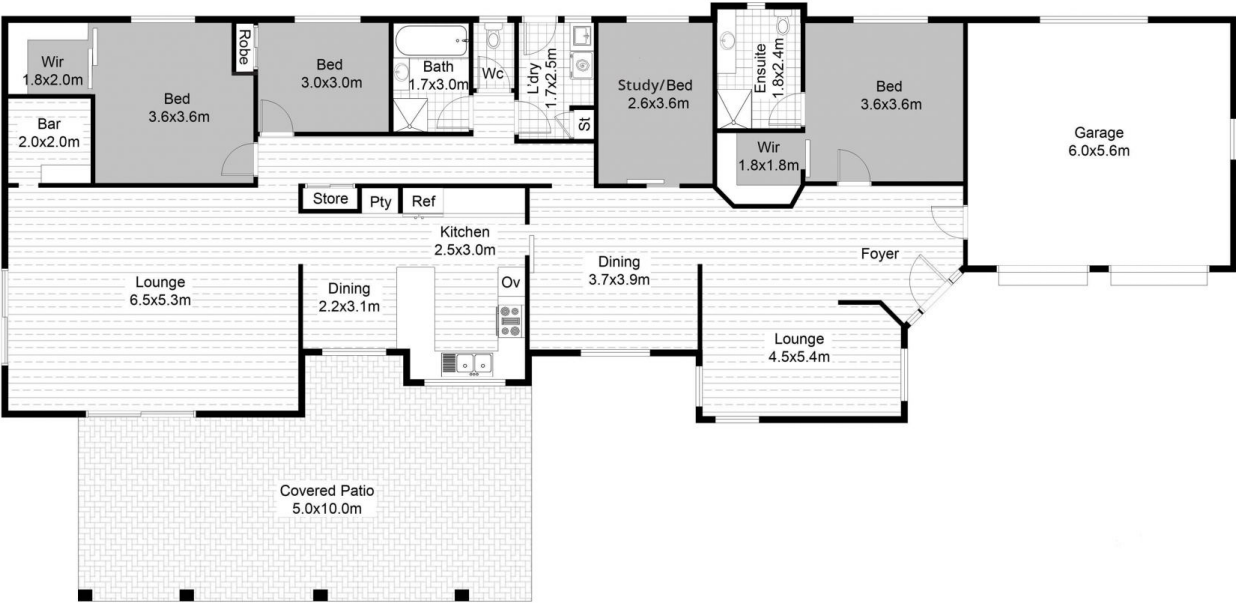 Wir
1.8x2.0m
Bed
3.6x3.6m
Robe
Bed
3.0x3.0m
Bath
1.7x3.0m
Wc
L'dry
1.7x2.5m
St
Study/Bed
2.6x3.6m
Ensuite
1.8x2.4m
Bed
3.6x3.6m
Wir
1.8x1.8m
Garage
6.0x5.6m
Bar
2.0x2.0m
Store
Pty
Ref
Kitchen
2.5x3.0m
Lounge
6.5x5.3m
Dining
2.2x3.1m
Ov
Dining
3.7x3.9m
Foyer
Lounge
4.5x5.4m
Covered Patio
5.0x10.0m